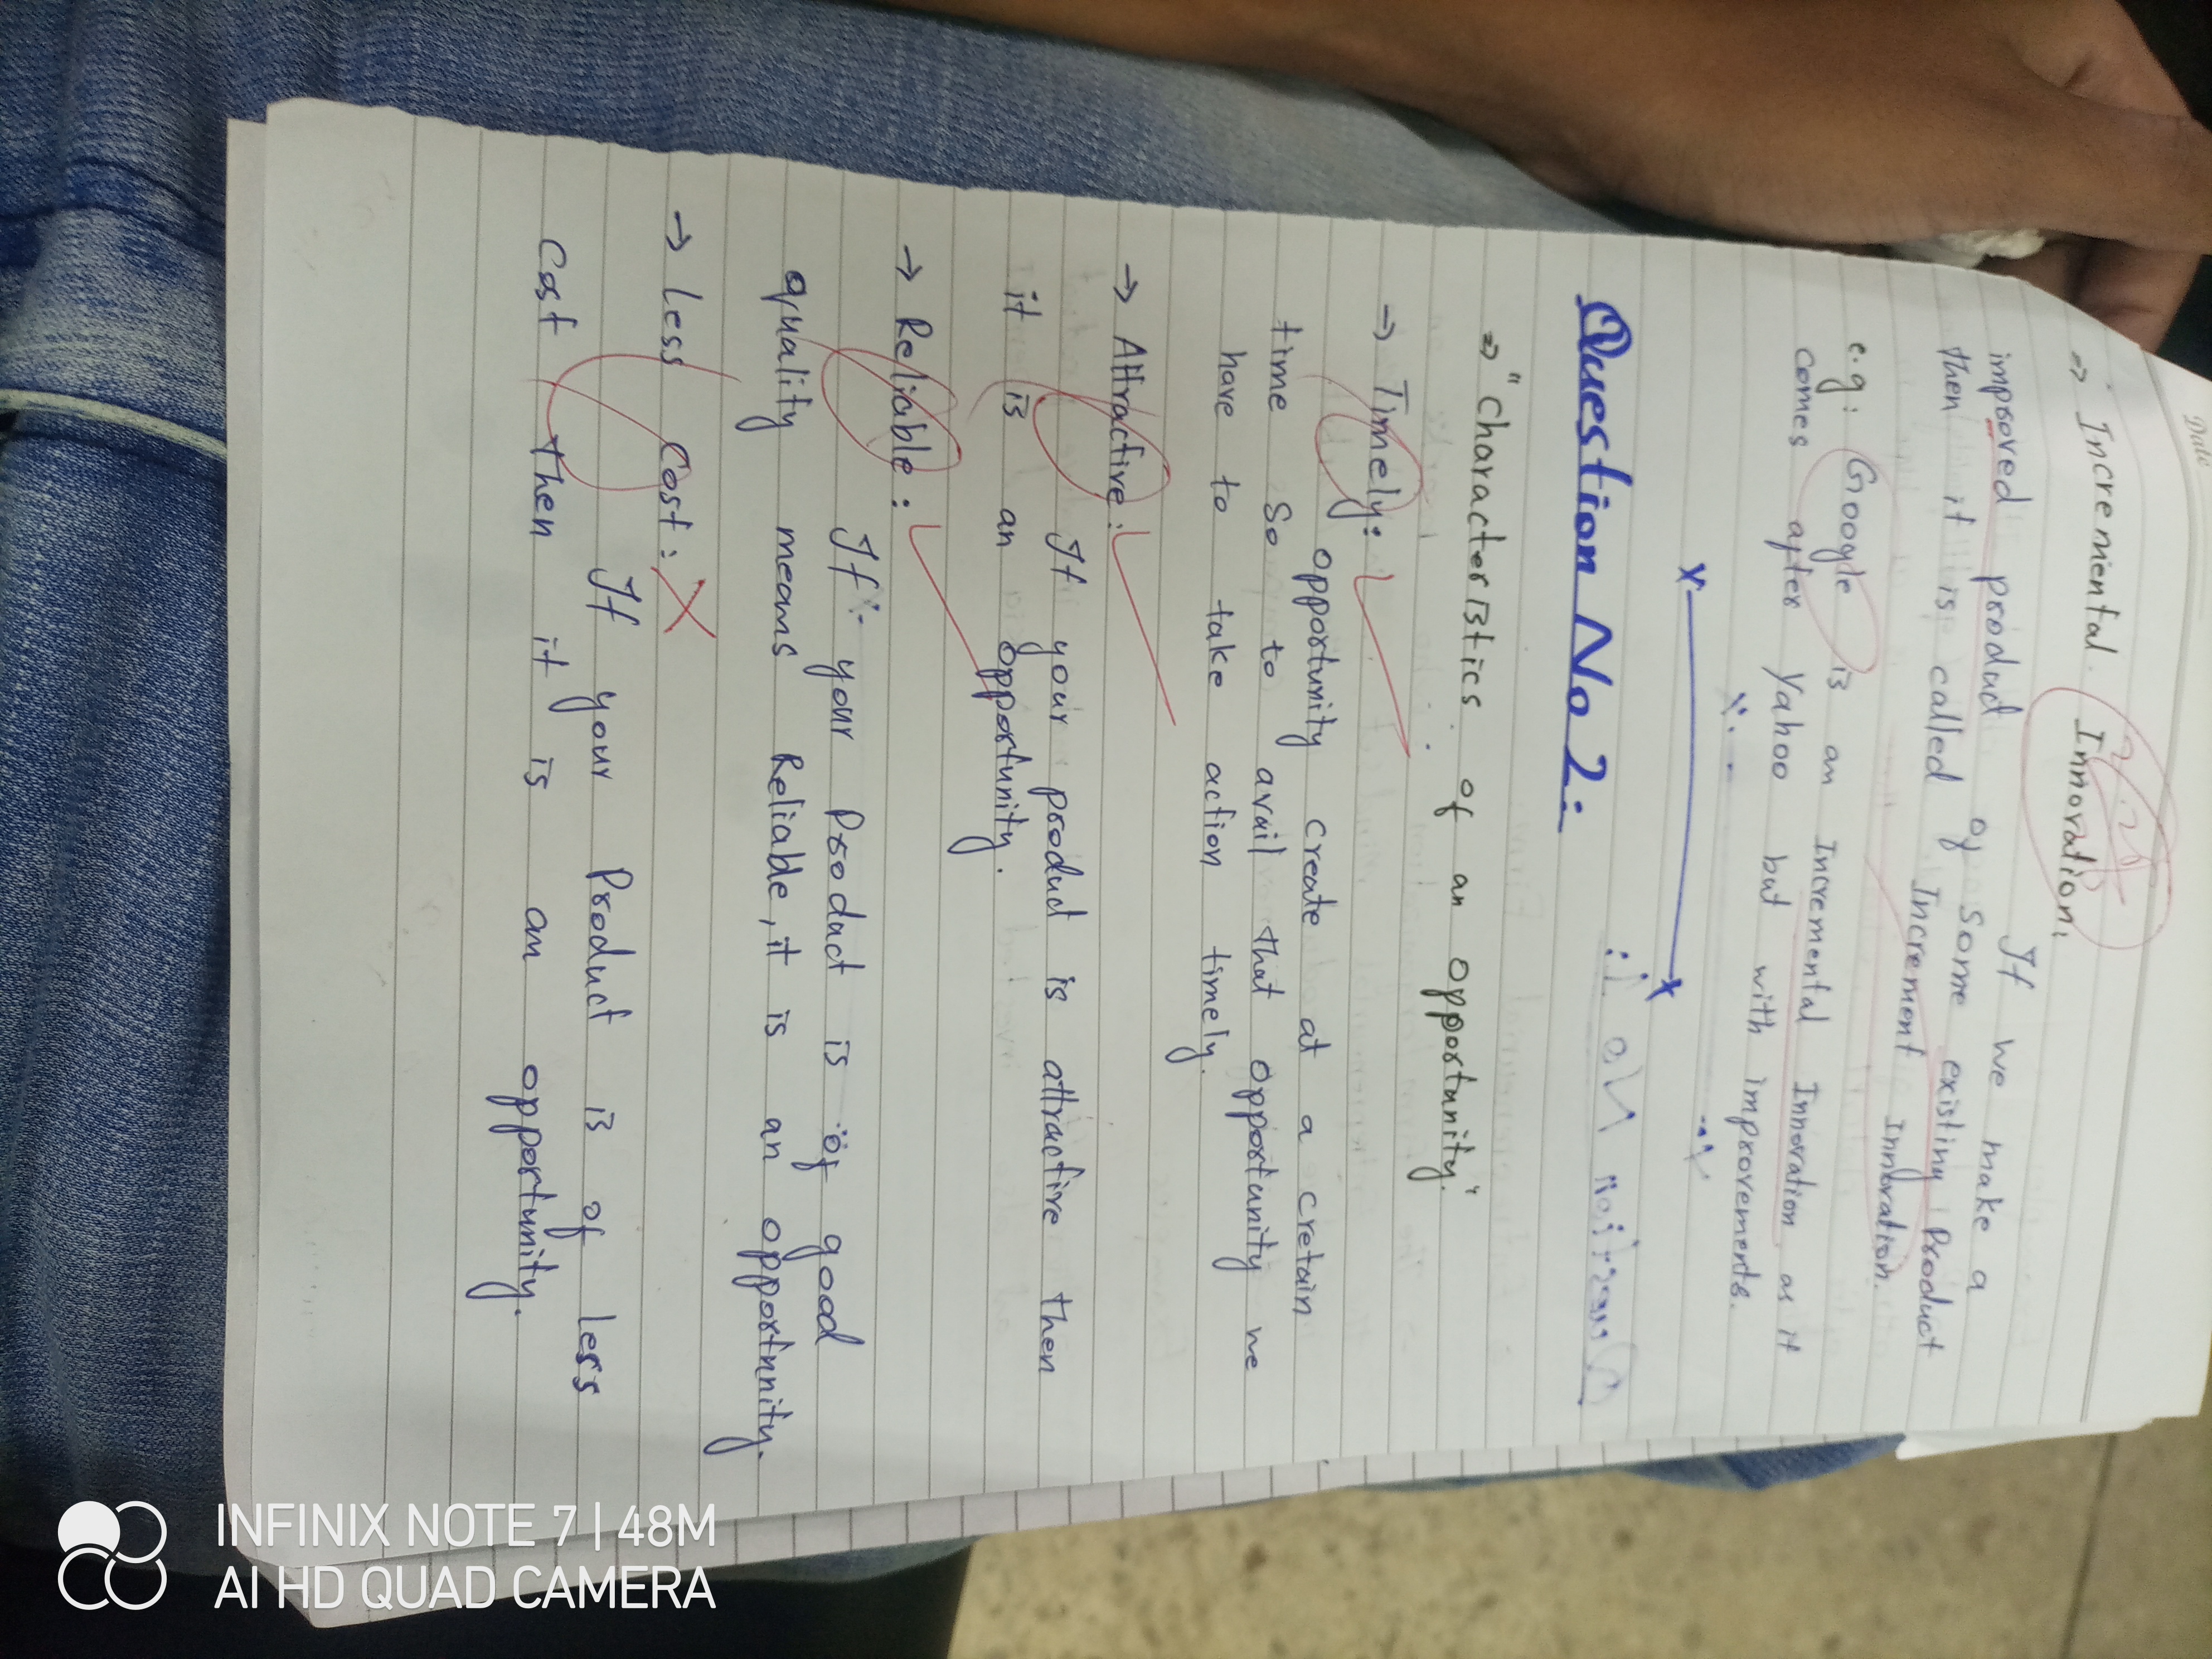 Date
⇒ Incremental Innovation:
If we make a
improved product of some existing Product
then it is called Increment Innovation.
e.g: Google is an Incremental Innovation as it
comes after Yahoo but with improvements.
x x
Question No 2:
⇒ "Characteristics of an opportunity."
→ Timely:
opportunity create at a cretain
time So to avail that opportunity we
have to take action timely.
→ Attractive:
If your product is attractive then
it is an opportunity.
→ Reliable:
If your Product is of good
quality means Reliable, it is an opportunity.
→ Less Cost: X
If your Product is of less
Cost then it is an opportunity.
INFINIX NOTE 7 | 48M
AI HD QUAD CAMERA